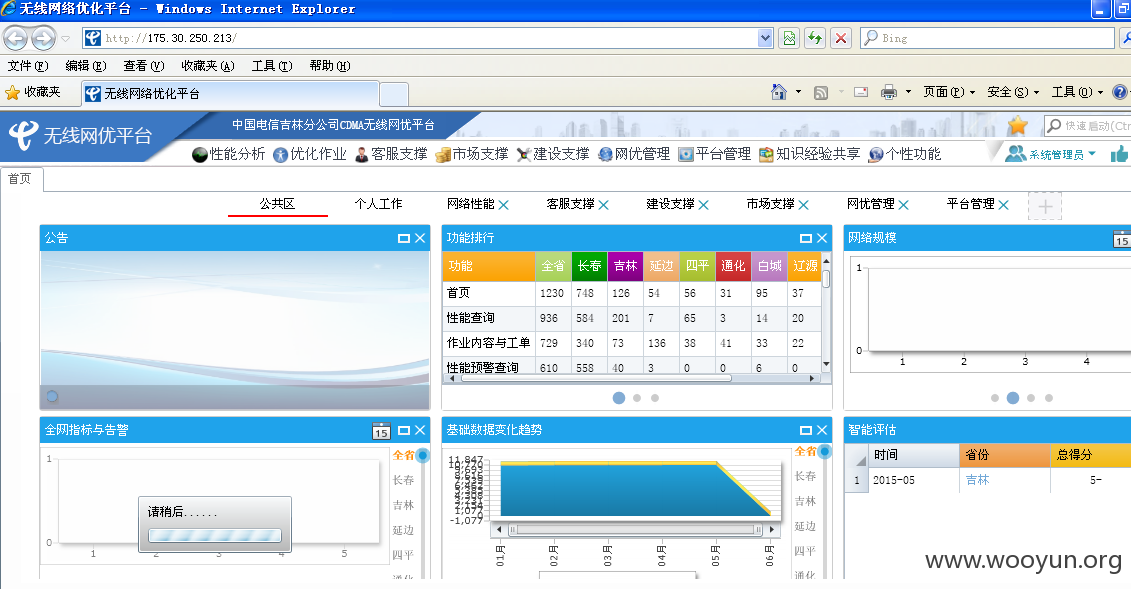 无线网络优化平台 - Windows Internet Explorer
http://175.30.250.213/
Bing
文件(F) 编辑(E) 查看(V) 收藏夹(A) 工具(T) 帮助(H)
收藏夹 无线网络优化平台 页面(P) 安全(S) 工具(O)
无线网优平台 中国电信吉林分公司CDMA无线网优平台 快速启动(Ctr
性能分析 优化作业 客服支撑 市场支撑 建设支撑 网优管理 平台管理 知识经验共享 个性功能 系统管理员
首页
公共区 个人工作 网络性能 客服支撑 建设支撑 市场支撑 网优管理 平台管理
公告 功能排行 网络规模 15
功能 全省 长春 吉林 延边 四平 通化 白城 辽源
首页 1230 748 126 54 56 31 95 37
性能查询 936 584 201 7 65 3 14 20
作业内容与工单 729 340 73 136 38 41 33 22
性能预警查询 610 558 40 3 0 0 6 0
1
0
1 2 3 4
全网指标与告警 15 基础数据变化趋势 智能评估
1
0
1 2 3 4 5
请稍后......
全省
长春
吉林
延边
四平
通化
11,847
10,770
-1,077
01月 02月 03月 04月 05月 06月
全省
长春
吉林
延边
四平
通化
时间 省份 总得分
1 2015-05 吉林 5-
www.wooyun.org